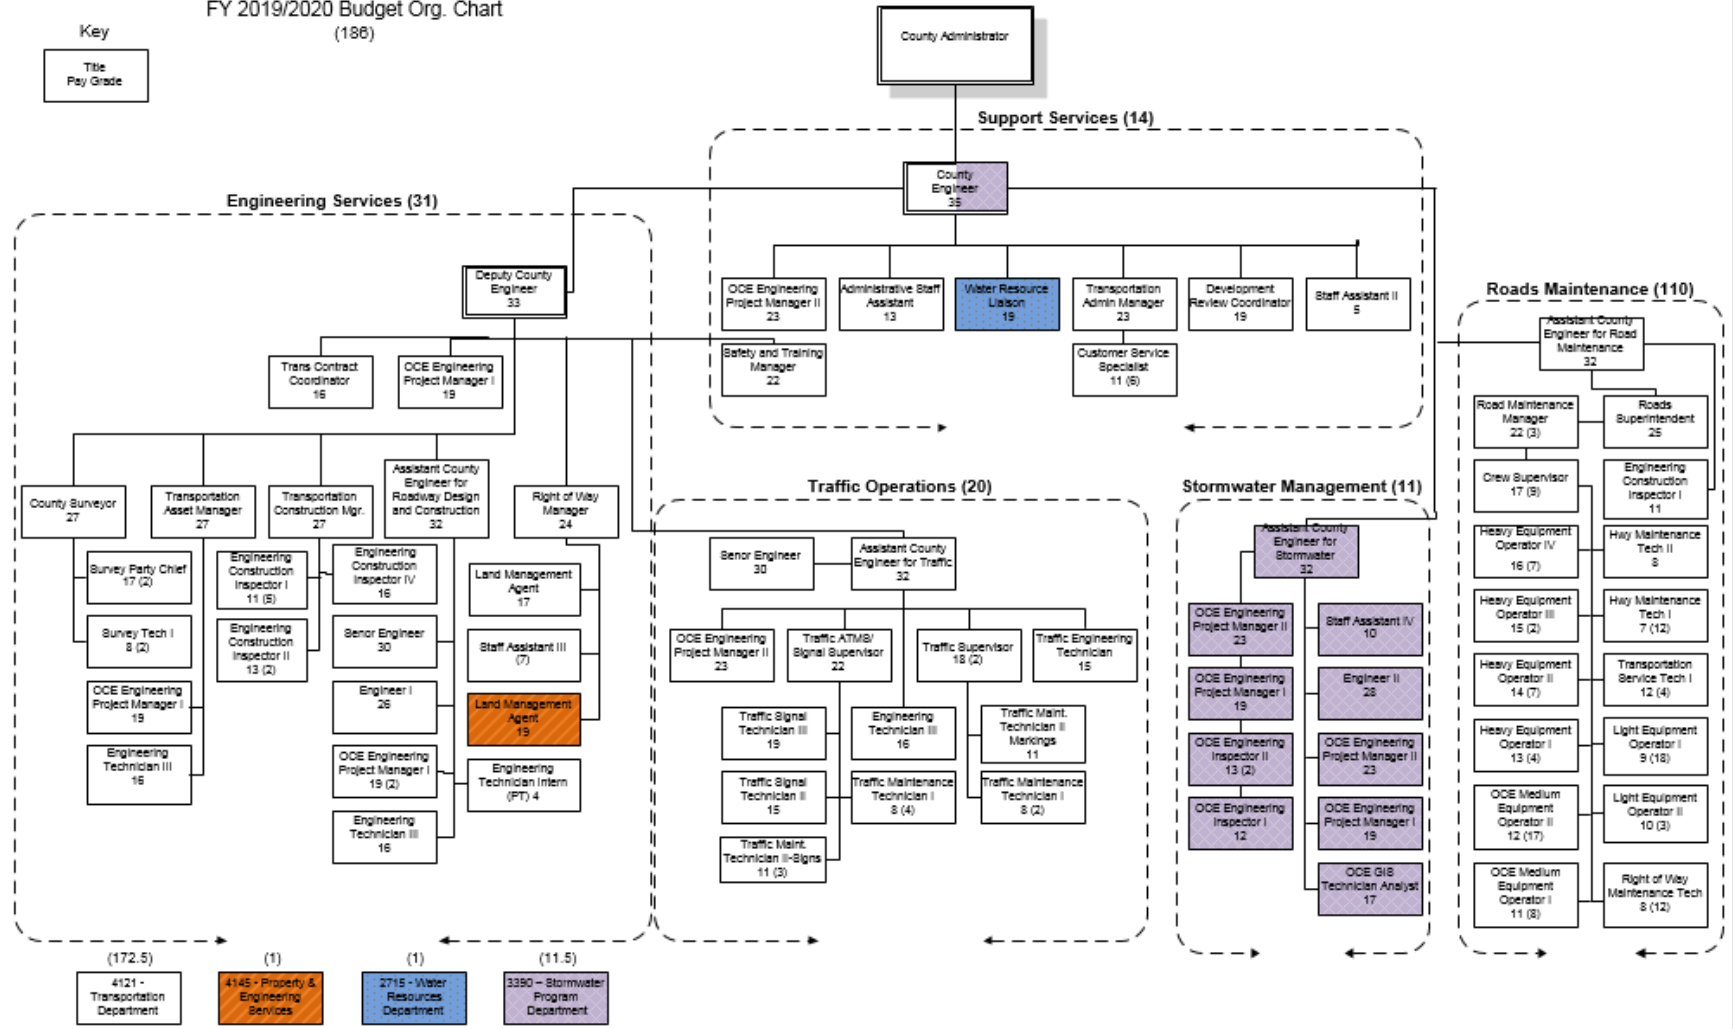 FY 2019/2020 Budget Org. Chart
(186)
Key
Title
Pay Grade
County Administrator
Support Services (14)
County
Engineer
35
OCE Engineering
Project Manager II
23
Administrative Staff
Assistant
13
Water Resource
Liaison
19
Transportation
Admin Manager
23
Development
Review Coordinator
19
Staff Assistant II
5
Safety and Training
Manager
22
Customer Service
Specialist
11 (6)
Engineering Services (31)
Deputy County
Engineer
33
Trans Contract
Coordinator
16
OCE Engineering
Project Manager I
19
County Surveyor
27
Transportation
Asset Manager
27
Transportation
Construction Mgr.
27
Assistant County
Engineer for
Roadway Design
and Construction
32
Right of Way
Manager
24
Survey Party Chief
17 (2)
Survey Tech I
8 (2)
OCE Engineering
Project Manager I
19
Engineering
Technician III
16
Engineering
Construction
Inspector I
11 (5)
Engineering
Construction
Inspector II
13 (2)
Engineering
Construction
Inspector IV
16
Senor Engineer
30
Engineer I
26
OCE Engineering
Project Manager I
19 (2)
Engineering
Technician III
16
Land Management
Agent
17
Staff Assistant III
(7)
Land Management
Agent
19
Engineering
Technician Intern
(PT) 4
Traffic Operations (20)
Senor Engineer
30
Assistant County
Engineer for Traffic
32
OCE Engineering
Project Manager II
23
Traffic ATMS/
Signal Supervisor
22
Traffic Supervisor
18 (2)
Traffic Engineering
Technician
15
Traffic Signal
Technician III
19
Engineering
Technician III
16
Traffic Maint.
Technician II
Markings
11
Traffic Signal
Technician II
15
Traffic Maintenance
Technician I
8 (4)
Traffic Maintenance
Technician I
8 (2)
Traffic Maint.
Technician II-Signs
11 (3)
Stormwater Management (11)
Assistant County
Engineer for
Stormwater
32
OCE Engineering
Project Manager II
23
Staff Assistant IV
10
OCE Engineering
Project Manager I
19
Engineer II
28
OCE Engineering
Inspector II
13 (2)
OCE Engineering
Project Manager II
23
OCE Engineering
Inspector I
12
OCE Engineering
Project Manager I
19
OCE GIS
Technician Analyst
17
Roads Maintenance (110)
Assistant County
Engineer for Road
Maintenance
32
Road Maintenance
Manager
22 (3)
Roads
Superintendent
25
Crew Supervisor
17 (9)
Engineering
Construction
Inspector I
11
Heavy Equipment
Operator IV
16 (7)
Hwy Maintenance
Tech II
8
Heavy Equipment
Operator III
15 (2)
Hwy Maintenance
Tech I
7 (12)
Heavy Equipment
Operator II
14 (7)
Transportation
Service Tech I
12 (4)
Heavy Equipment
Operator I
13 (4)
Light Equipment
Operator I
9 (18)
OCE Medium
Equipment
Operator II
12 (17)
Light Equipment
Operator II
10 (3)
OCE Medium
Equipment
Operator I
11 (8)
Right of Way
Maintenance Tech
8 (12)
(172.5)
4121 -
Transportation
Department
(1)
4145 - Property &
Engineering
Services
(1)
2715 - Water
Resources
Department
(11.5)
3390 – Stormwater
Program
Department